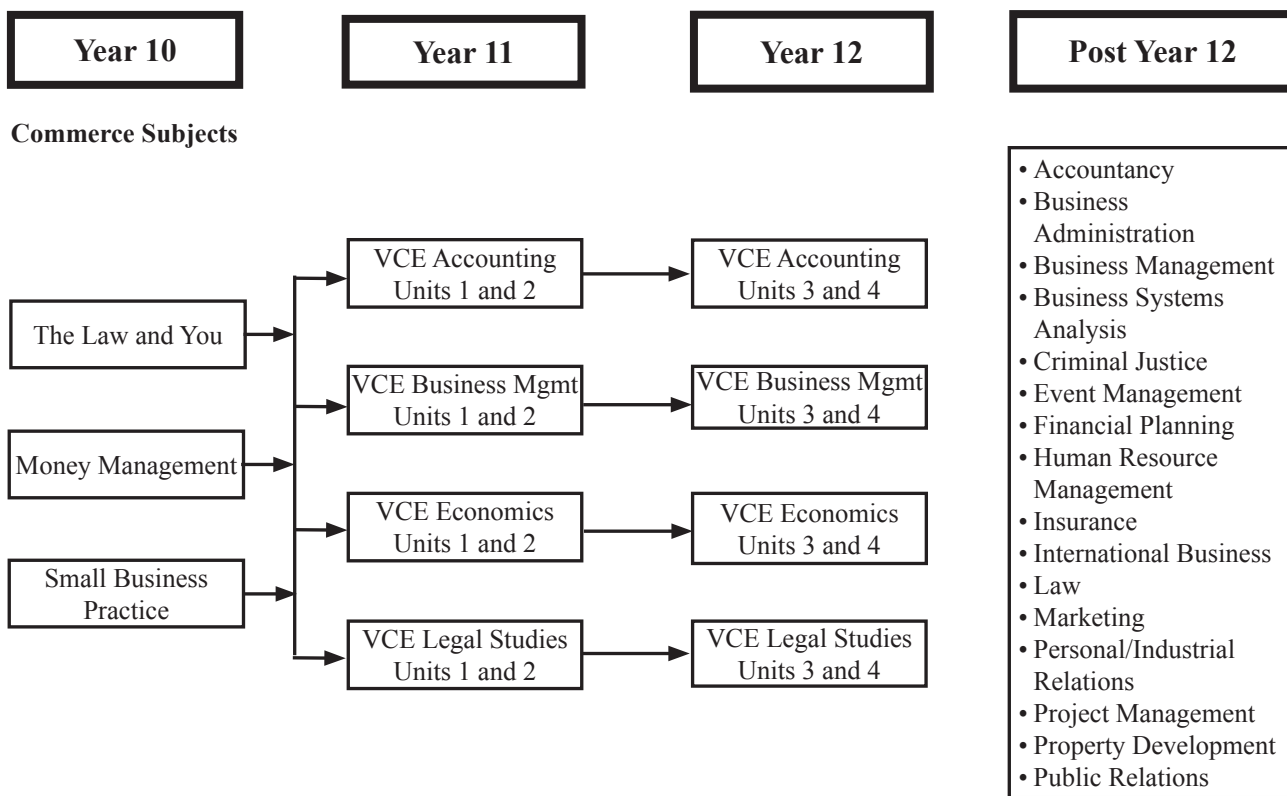 Year 10
Year 11
Year 12
Post Year 12
Commerce Subjects
The Law and You
Money Management
Small Business
Practice
VCE Accounting
Units 1 and 2
VCE Business Mgmt
Units 1 and 2
VCE Economics
Units 1 and 2
VCE Legal Studies
Units 1 and 2
VCE Accounting
Units 3 and 4
VCE Business Mgmt
Units 3 and 4
VCE Economics
Units 3 and 4
VCE Legal Studies
Units 3 and 4
• Accountancy
• Business
Administration
• Business Management
• Business Systems
Analysis
• Criminal Justice
• Event Management
• Financial Planning
• Human Resource
Management
• Insurance
• International Business
• Law
• Marketing
• Personal/Industrial
Relations
• Project Management
• Property Development
• Public Relations